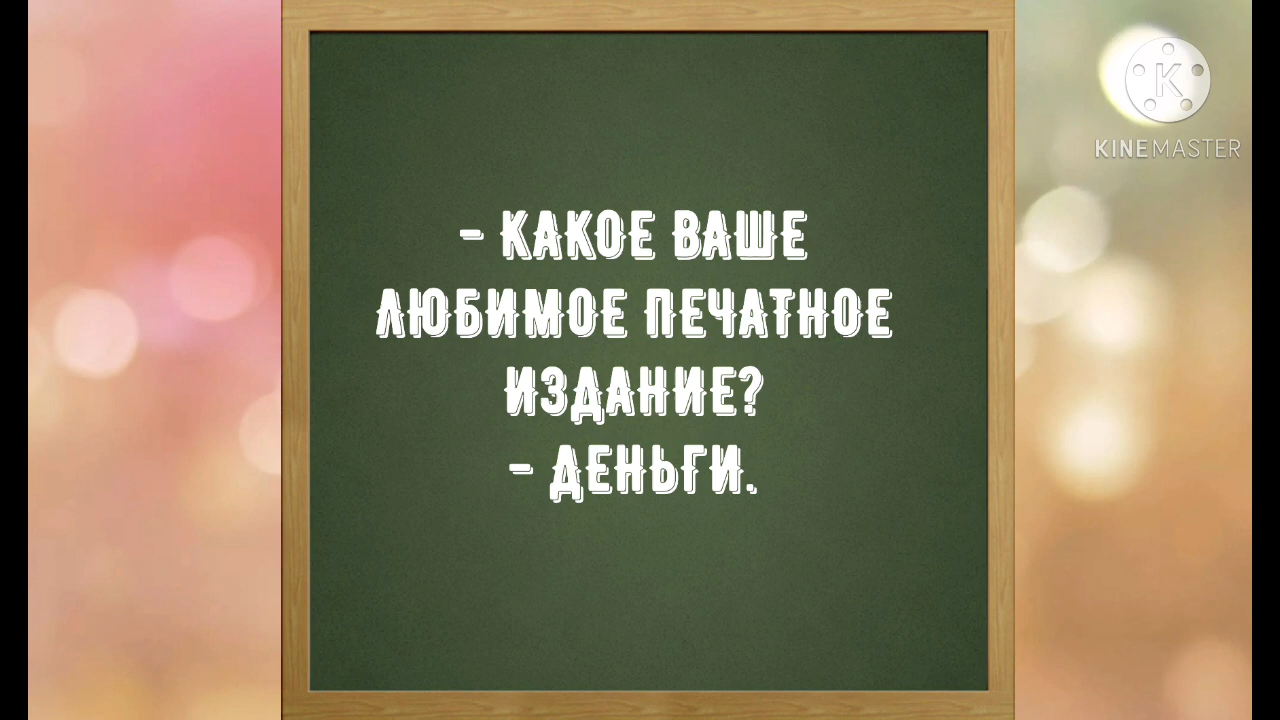 - КАКОЕ ВАШЕ
ЛЮБИМОЕ ПЕЧАТНОЕ
ИЗДАНИЕ?
- ДЕНЬГИ.
K
KINEMASTER